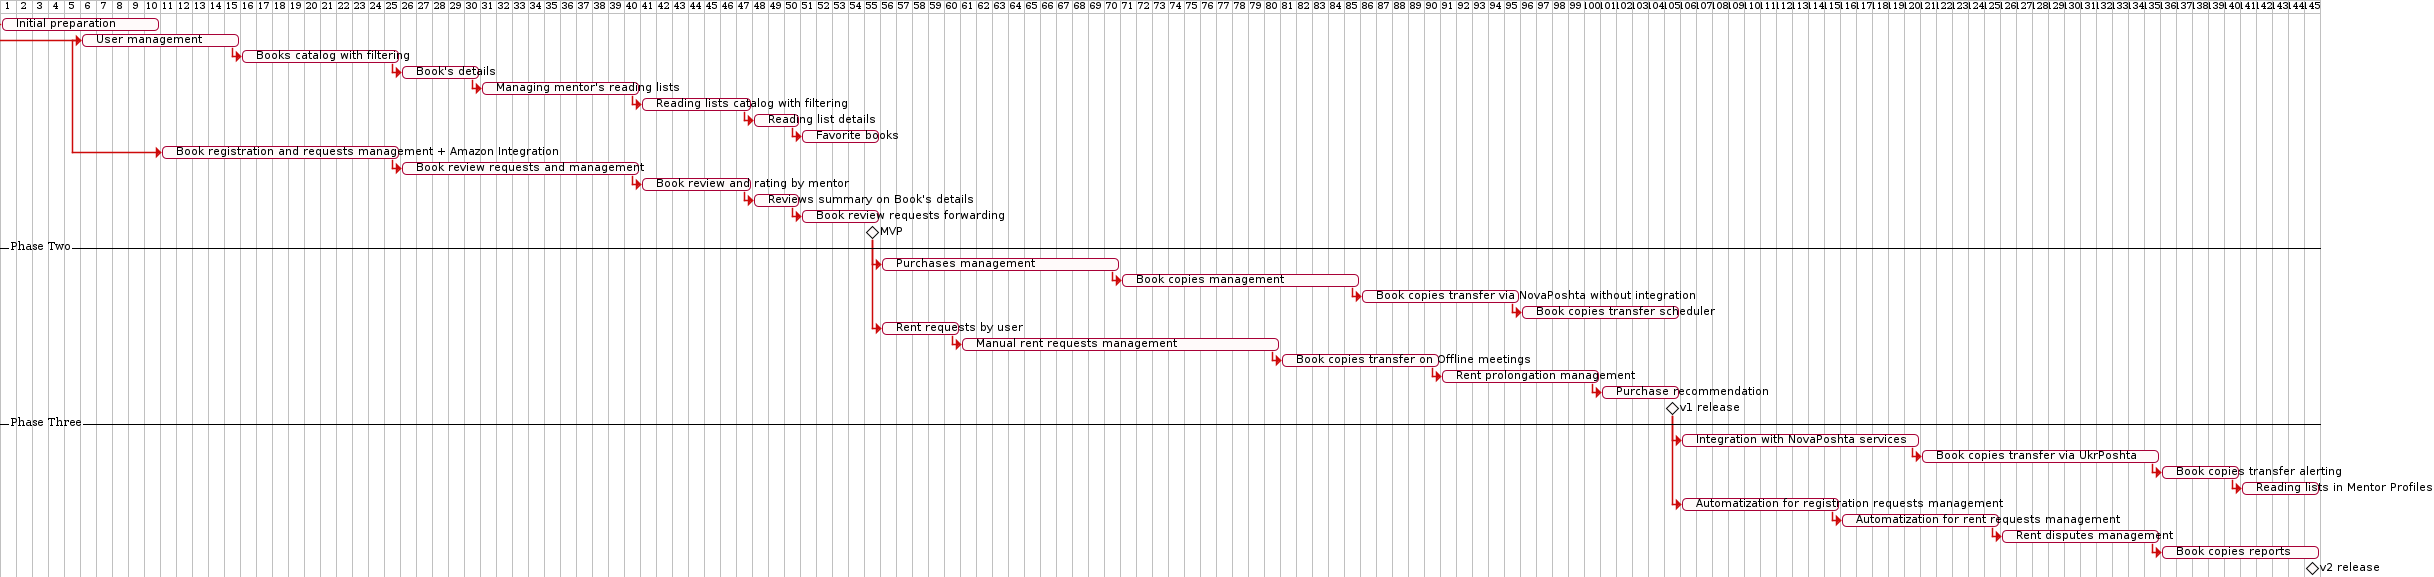 1 2 3 4 5 6 7 8 9 10 11 12 13 14 15 16 17 18 19 20 21 22 23 24 25 26 27 28 29 30 31 32 33 34 35 36 37 38 39 40 41 42 43 44 45 46 47 48 49 50 51 52 53 54 55 56 57 58 59 60 61 62 63 64 65 66 67 68 69 70 71 72 73 74 75 76 77 78 79 80 81 82 83 84 85 86 87 88 89 90 91 92 93 94 95 96 97 98 99 100 101 102 103 104 105 106 107 108 109 110 111 112 113 114 115 116 117 118 119 120 121 122 123 124 125 126 127 128 129 130 131 132 133 134 135 136 137 138 139 140 141 142 143 144 145
Initial preparation
User management
Books catalog with filtering
Book's details
Managing mentor's reading lists
Reading lists catalog with filtering
Reading list details
Favorite books
Book registration and requests management + Amazon Integration
Book review requests and management
Book review and rating by mentor
Reviews summary on Book's details
Book review requests forwarding
MVP
Phase Two
Purchases management
Book copies management
Book copies transfer via NovaPoshta without integration
Book copies transfer scheduler
Rent requests by user
Manual rent requests management
Book copies transfer on Offline meetings
Rent prolongation management
Purchase recommendation
v1 release
Phase Three
Integration with NovaPoshta services
Book copies transfer via UkrPoshta
Book copies transfer alerting
Reading lists in Mentor Profiles
Automatization for registration requests management
Automatization for rent requests management
Rent disputes management
Book copies reports
v2 release